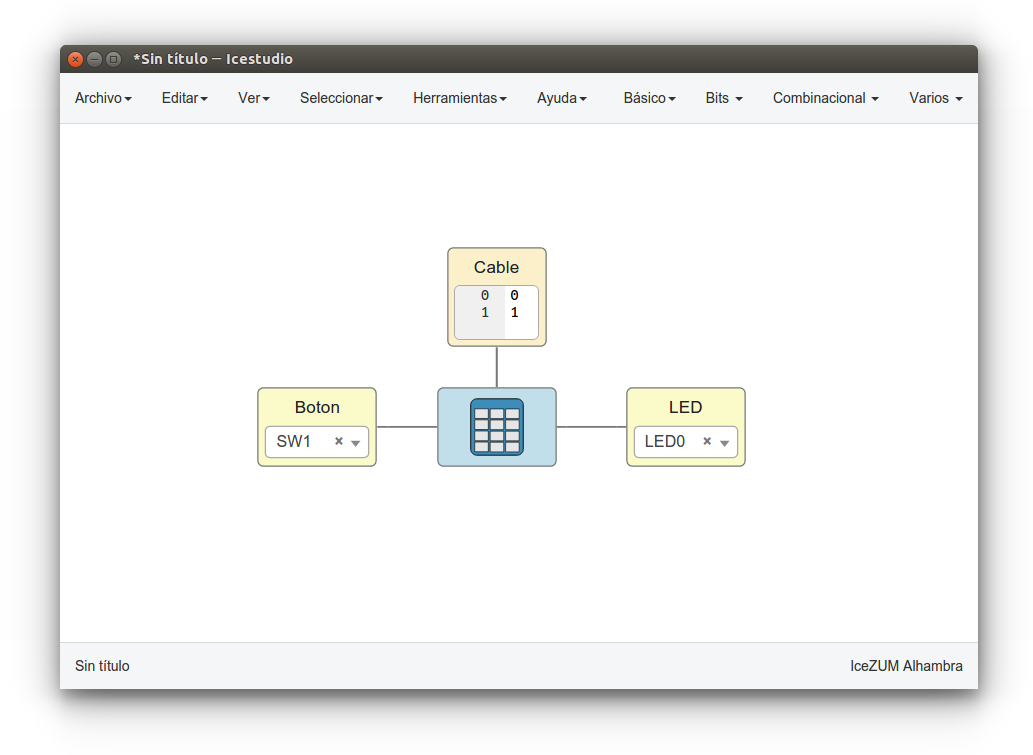 *Sin título — Icestudio
Archivo Editar Ver Seleccionar Herramientas Ayuda Básico Bits Combinacional Varios
Cable
0 0
1 1
Boton
SW1
LED
LED0
Sin título
IceZUM Alhambra